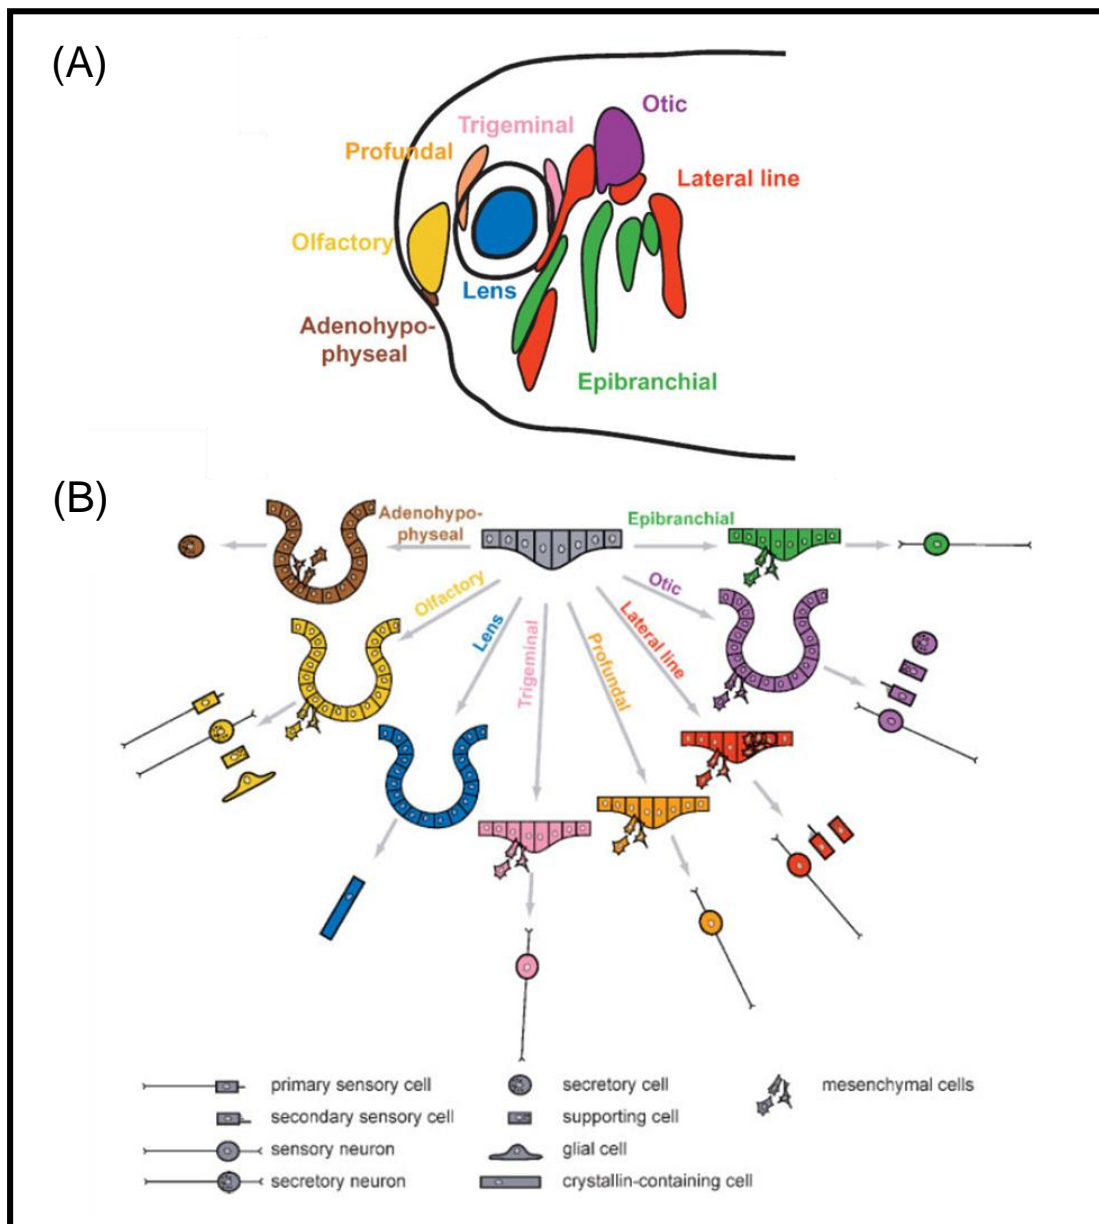 (A)
Otic
Trigeminal
Profundal
Lateral line
Olfactory
Lens
Adenohypo-
physeal
Epibranchial
(B)
Adenohypo-
physeal
Epibranchial
Olfactory
Lens
Trigeminal
Profundal
Lateral line
Otic
primary sensory cell
secretory cell
mesenchymal cells
secondary sensory cell
supporting cell
sensory neuron
glial cell
secretory neuron
crystallin-containing cell